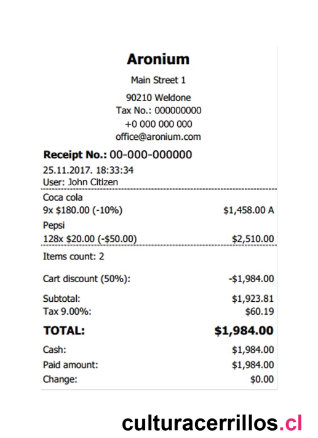 Aronium
Main Street 1
90210 Weldone
Tax No.: 000000000
+0 000 000 000
office@aronium.com
Receipt No.: 00-000-000000
25.11.2017. 18:33:34
User: John Citizen
Coca cola
9x $180.00 (-10%) $1,458.00 A
Pepsi
128x $20.00 (-$50.00) $2,510.00
Items count: 2
Cart discount (50%): -$1,984.00
Subtotal: $1,923.81
Tax 9.00%: $60.19
TOTAL: $1,984.00
Cash: $1,984.00
Paid amount: $1,984.00
Change: $0.00
culturacerrillos.cl